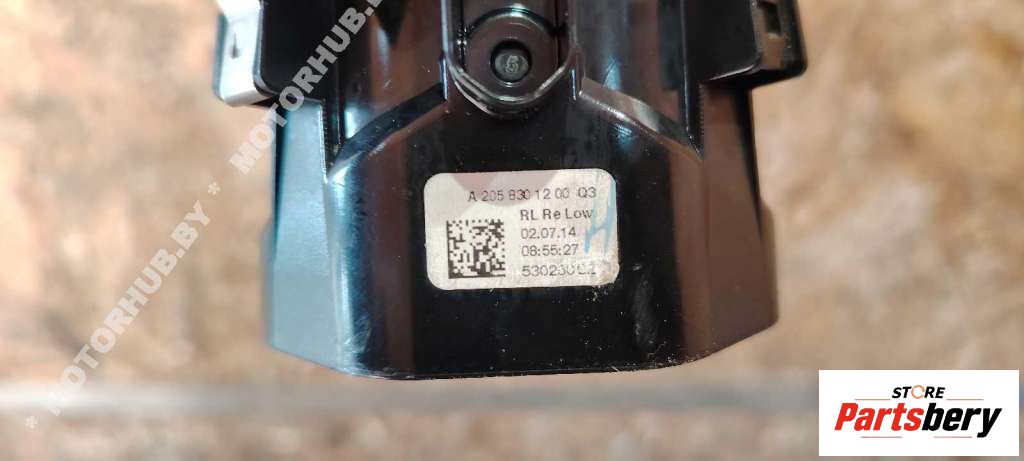 * MOTORHUB.BY * MOTORHUB.BY *
A 205 830 12 00 Q3
RL Re Low
02.07.14
08:55:27
STORE
Partsbery